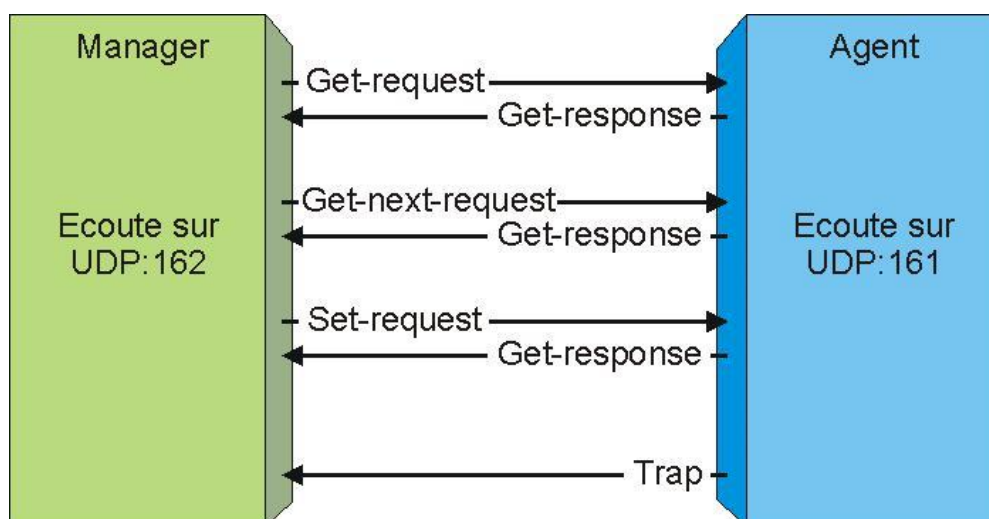 Manager
Agent
Get-request
Get-response
Get-next-request
Ecoute sur
UDP:162
Get-response
Ecoute sur
UDP:161
Set-request
Get-response
Trap